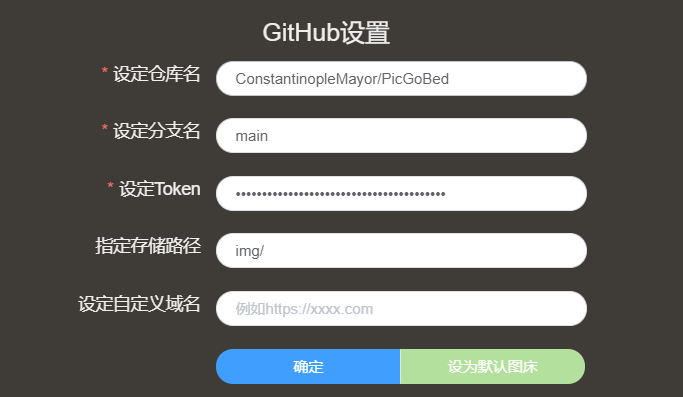 GitHub设置
* 设定仓库名 ConstantinopleMayor/PicGoBed
* 设定分支名 main
* 设定Token ••••••••••••••••••••••••••••••••••••••••
指定存储路径 img/
设定自定义域名 例如https://xxxx.com
确定 设为默认图床